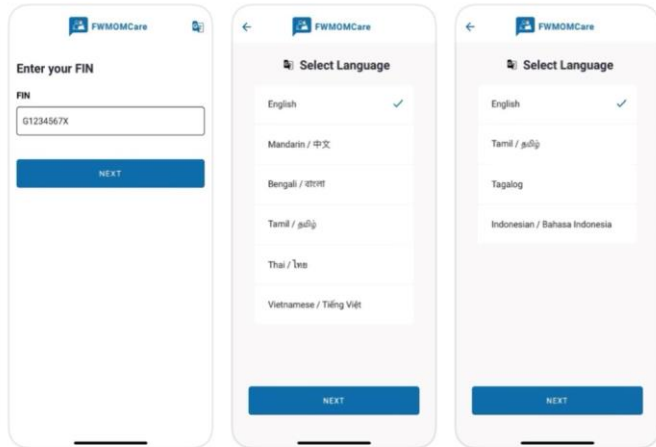 FWMOMCare
Enter your FIN
FIN
G1234567X
NEXT
FWMOMCare
Select Language
English
Mandarin / 中文
Bengali / বাংলা
Tamil / தமிழ்
Thai / ไทย
Vietnamese / Tiếng Việt
NEXT
FWMOMCare
Select Language
English
Tamil / தமிழ்
Tagalog
Indonesian / Bahasa Indonesia
NEXT